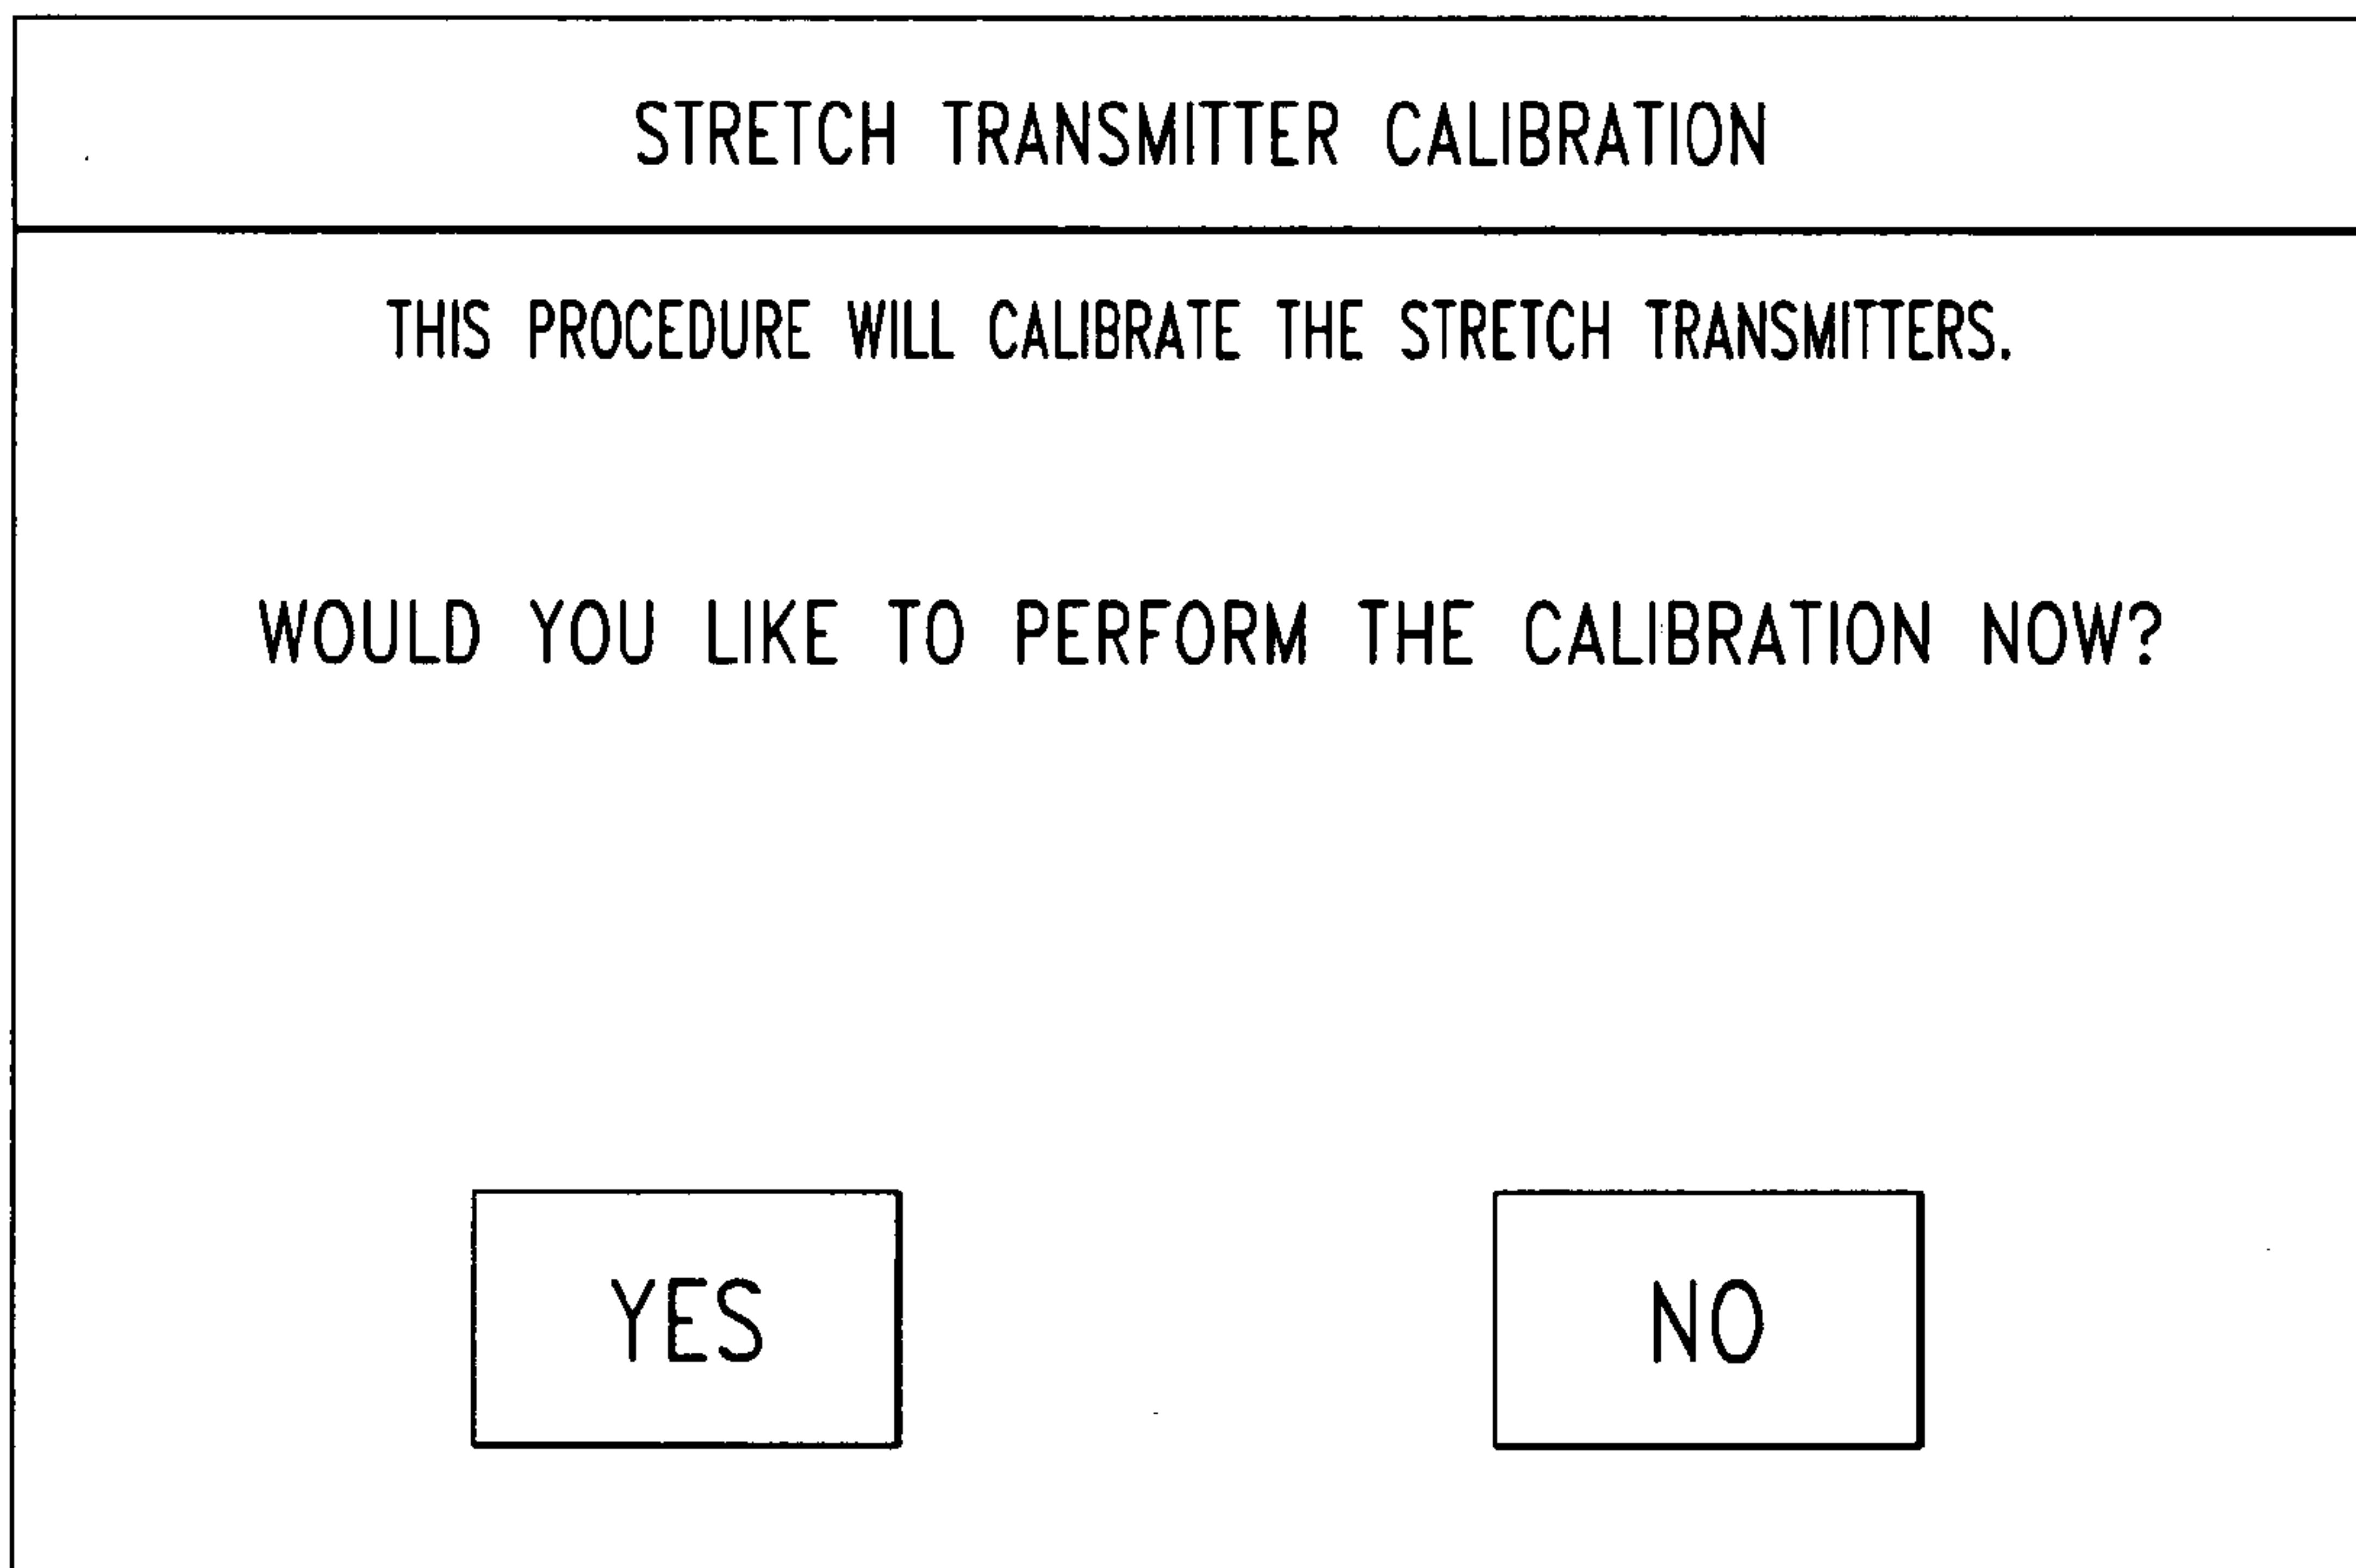 STRETCH TRANSMITTER CALIBRATION
THIS PROCEDURE WILL CALIBRATE THE STRETCH TRANSMITTERS.
WOULD YOU LIKE TO PERFORM THE CALIBRATION NOW?
YES
NO